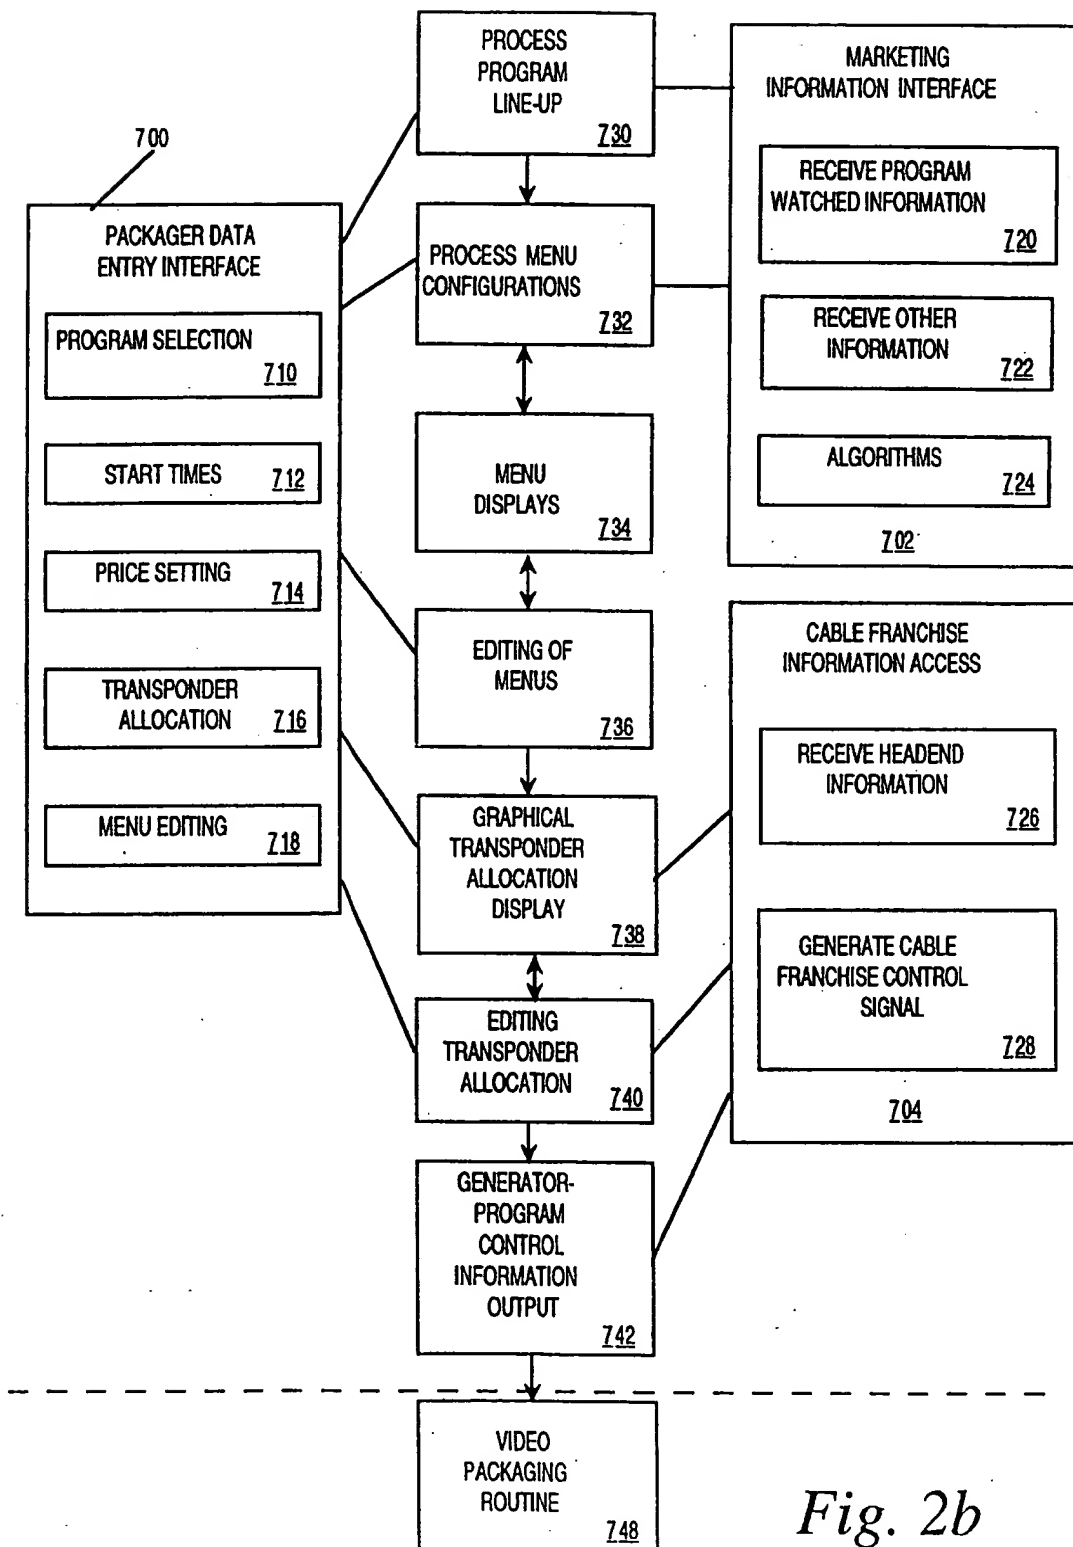 PROCESS
PROGRAM
LINE-UP
730
MARKETING
INFORMATION INTERFACE
RECEIVE PROGRAM
WATCHED INFORMATION
720
RECEIVE OTHER
INFORMATION
722
ALGORITHMS
724
702
700
PACKAGER DATA
ENTRY INTERFACE
PROGRAM SELECTION
710
START TIMES
712
PRICE SETTING
714
TRANSPONDER
ALLOCATION
716
MENU EDITING
718
PROCESS MENU
CONFIGURATIONS
732
MENU
DISPLAYS
734
EDITING OF
MENUS
736
GRAPHICAL
TRANSPONDER
ALLOCATION
DISPLAY
738
EDITING
TRANSPONDER
ALLOCATION
740
GENERATOR-
PROGRAM
CONTROL
INFORMATION
OUTPUT
742
CABLE FRANCHISE
INFORMATION ACCESS
RECEIVE HEADEND
INFORMATION
726
GENERATE CABLE
FRANCHISE CONTROL
SIGNAL
728
704
VIDEO
PACKAGING
ROUTINE
748
Fig. 2b